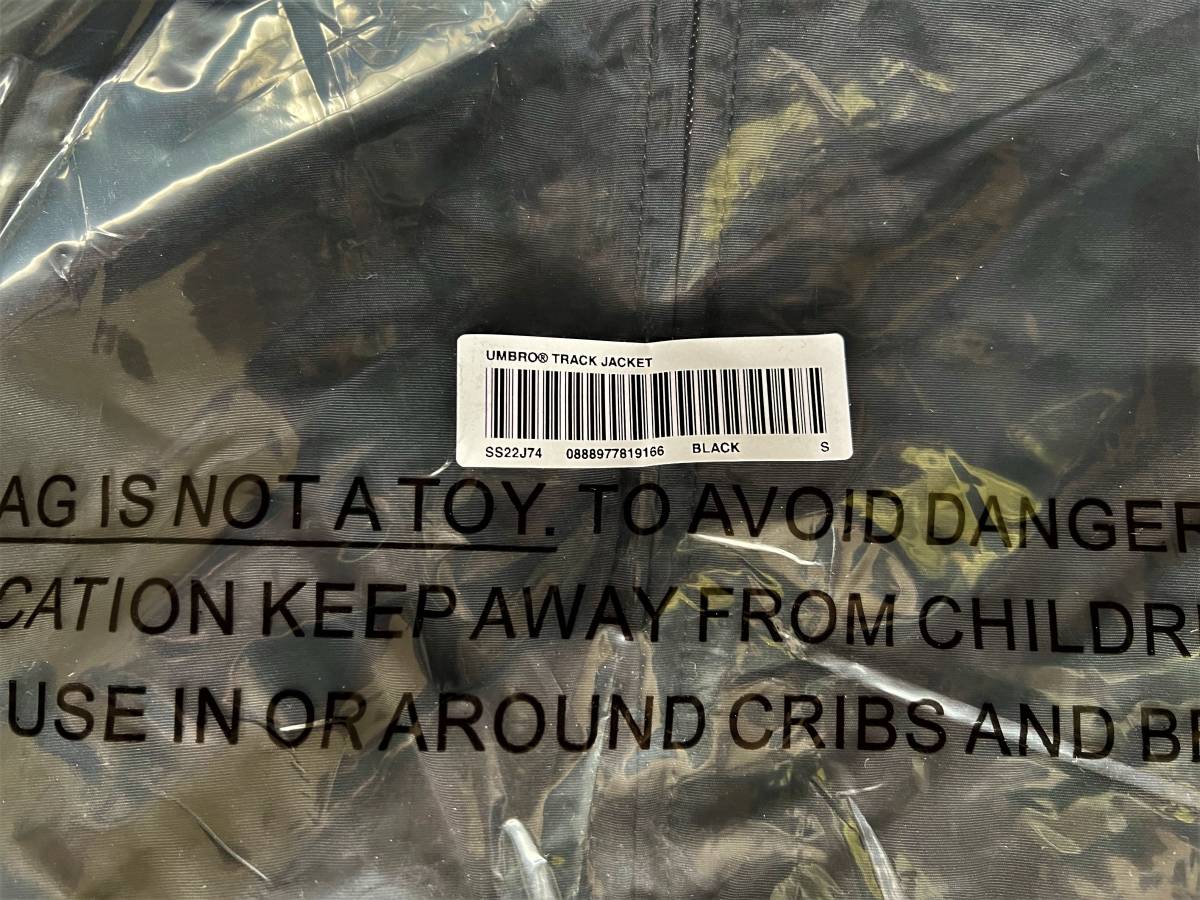 UMBRO® TRACK JACKET
SS22J74 0888977819166 BLACK S
AG IS NOT A TOY. TO AVOID DANGER
CATION KEEP AWAY FROM CHILDR
USE IN OR AROUND CRIBS AND BE